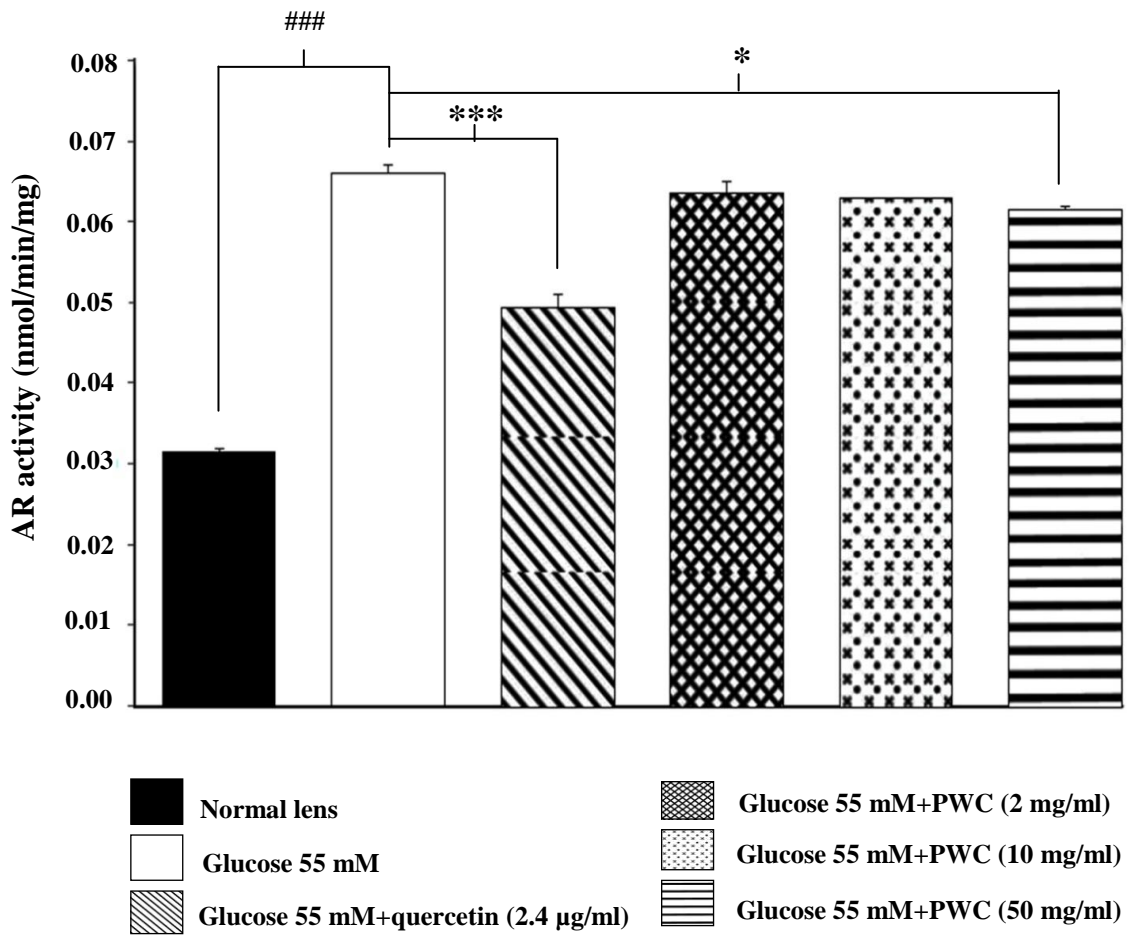 ###
*
***
0.08
0.07
0.06
0.05
0.04
0.03
0.02
0.01
0.00
AR activity (nmol/min/mg)
Normal lens
Glucose 55 mM
Glucose 55 mM+quercetin (2.4 µg/ml)
Glucose 55 mM+PWC (2 mg/ml)
Glucose 55 mM+PWC (10 mg/ml)
Glucose 55 mM+PWC (50 mg/ml)